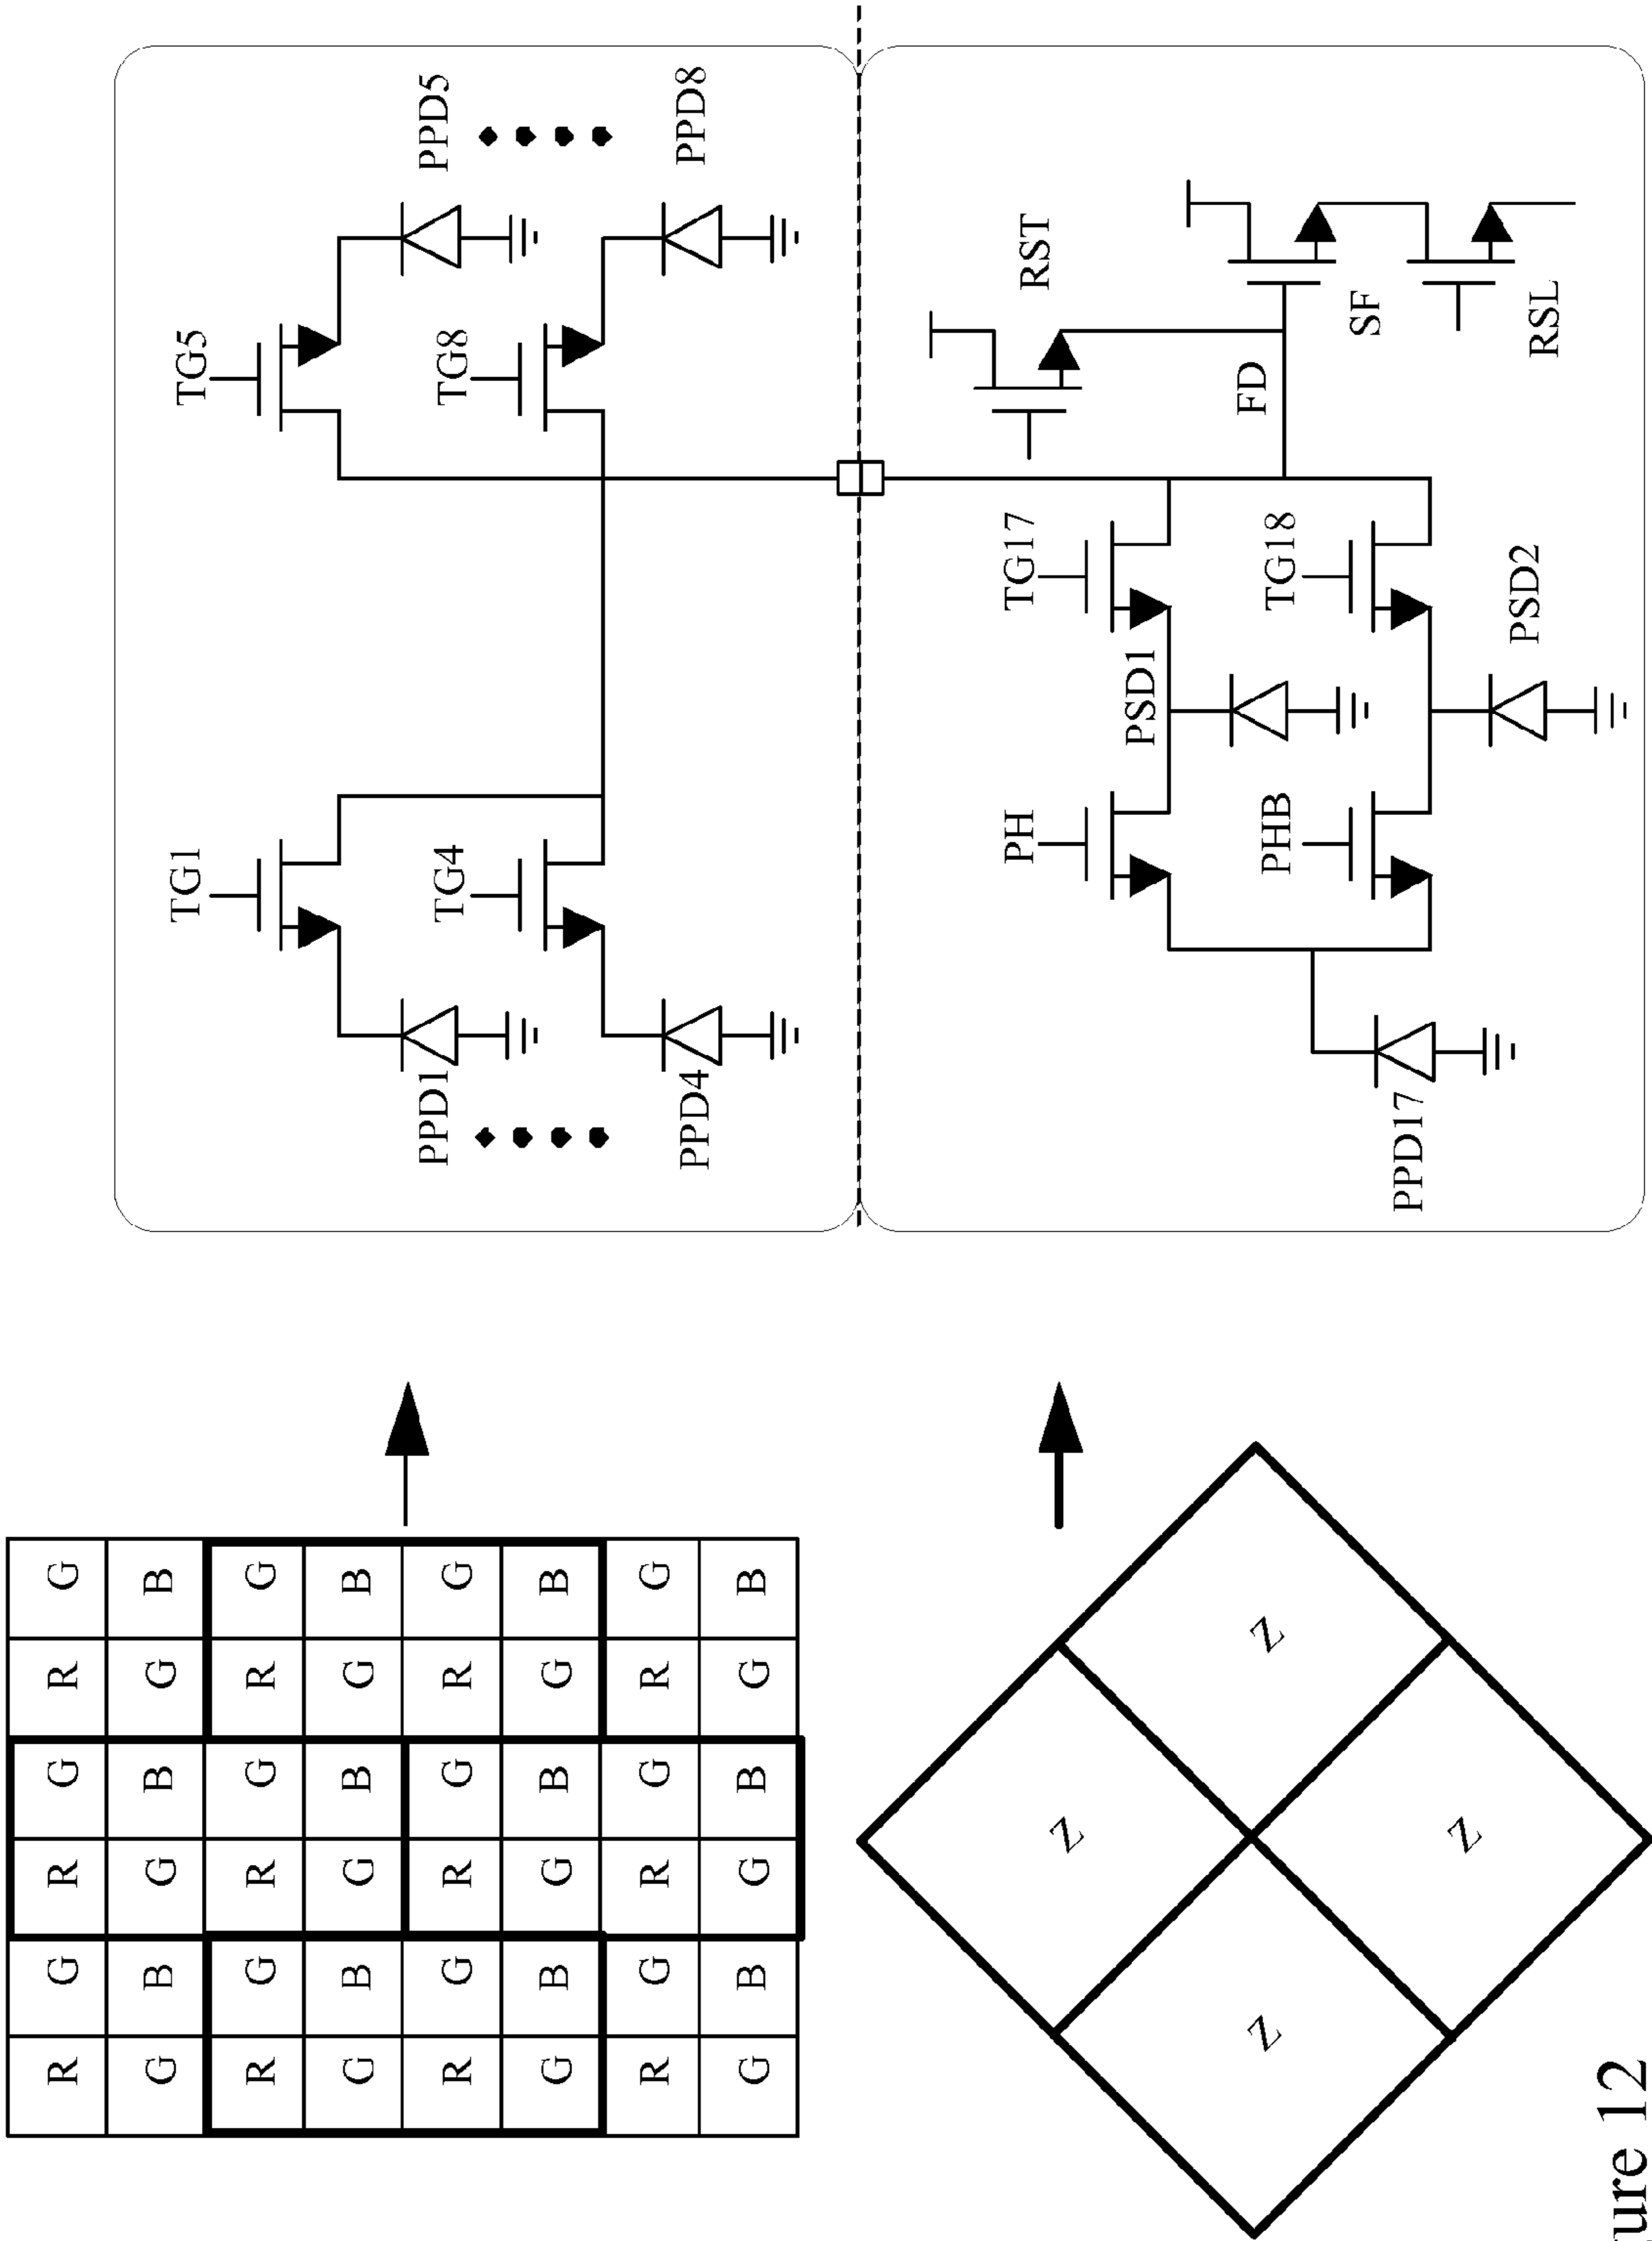 R G R G R G
G B G B G B
R G R G R G
G B G B G B
R G R G R G
G B G B G B
R G R G R G
G B G B G B
TG1 TG5
PPD1 PPD5
TG4 TG8
PPD4 PPD8
Z
Z Z
Z
PH TG17 RST
PSD1 FD
PHB TG18 SF
PPD17 PSD2 RSL
ure 12